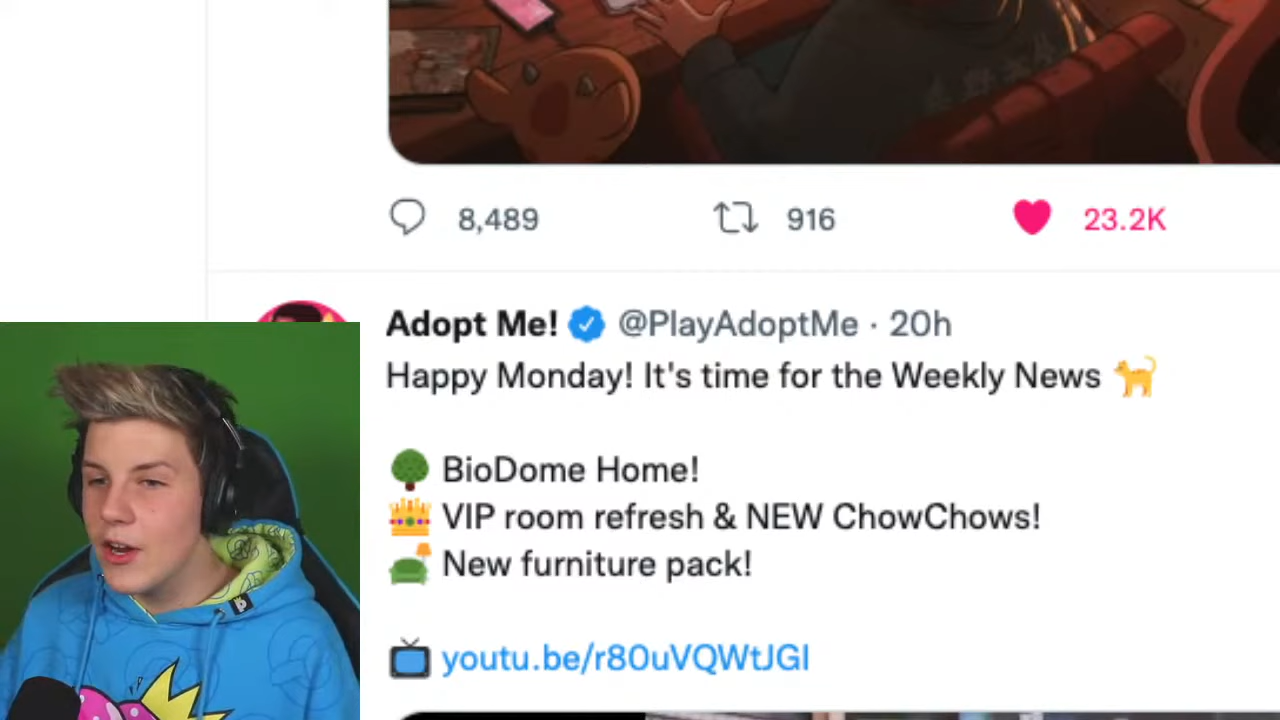 8,489 916 23.2K
Adopt Me! @PlayAdoptMe · 20h
Happy Monday! It's time for the Weekly News 🐈
🌳 BioDome Home!
👑 VIP room refresh & NEW ChowChows!
🛋 New furniture pack!
📺 youtu.be/r80uVQWtJGI